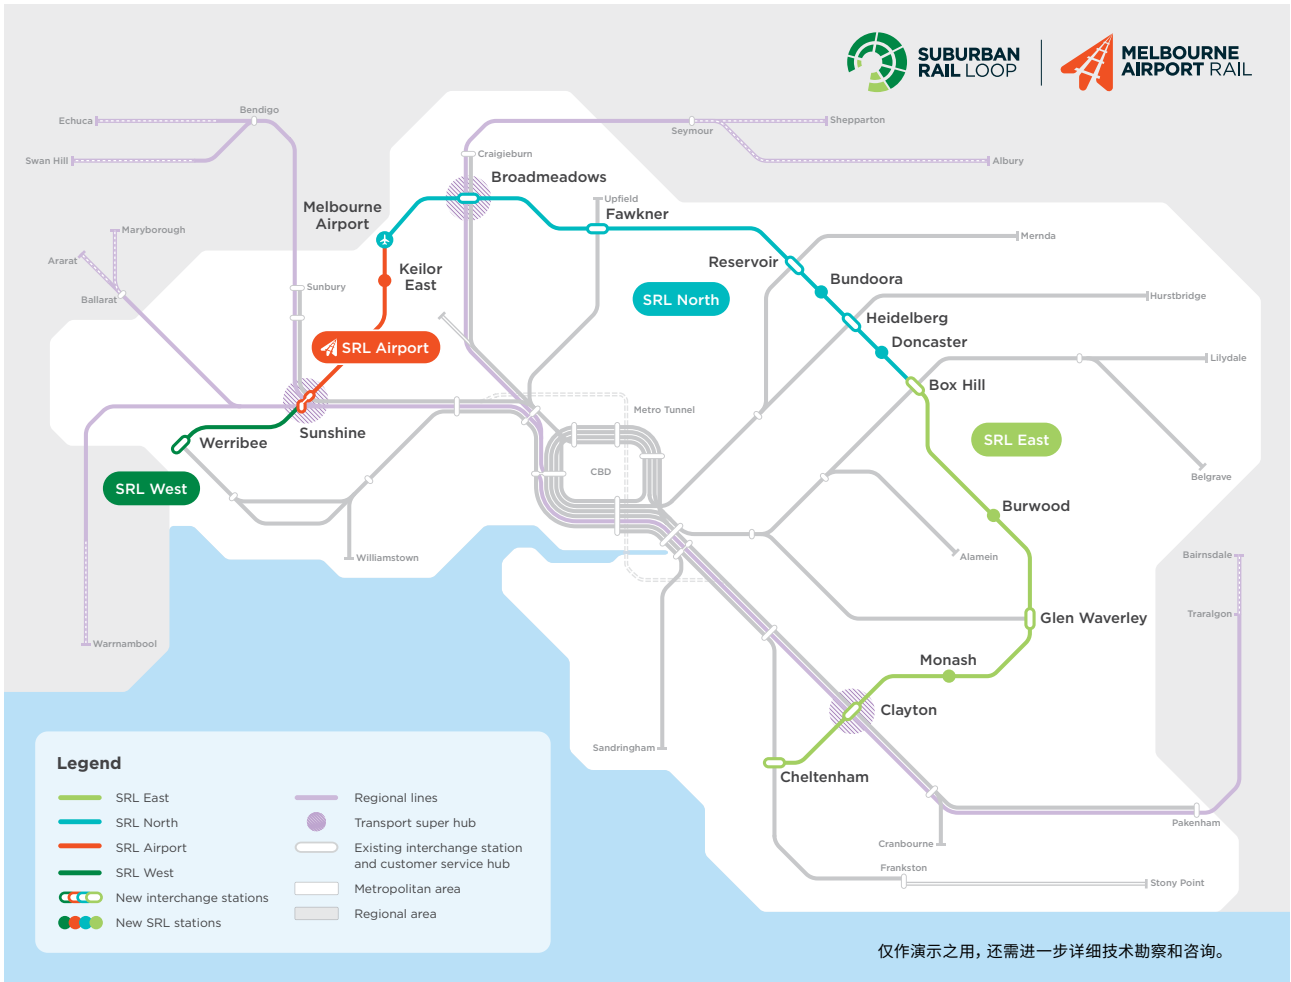 SUBURBAN
RAIL LOOP
MELBOURNE
AIRPORT RAIL
Echuca
Bendigo
Swan Hill
Shepparton
Seymour
Albury
Craigieburn
Broadmeadows
Melbourne
Airport
Upfield
Fawkner
Maryborough
Ararat
Ballarat
Sunbury
Keilor
East
Mernda
Reservoir
Bundoora
Hurstbridge
SRL North
Heidelberg
Doncaster
SRL Airport
Lilydale
Box Hill
Metro Tunnel
CBD
Sunshine
Werribee
SRL East
SRL West
Belgrave
Burwood
Williamstown
Alamein
Bairnsdale
Traralgon
Glen Waverley
Warrnambool
Monash
Clayton
Sandringham
Cheltenham
Pakenham
Cranbourne
Frankston
Stony Point
Legend
SRL East
SRL North
SRL Airport
SRL West
New interchange stations
New SRL stations
Regional lines
Transport super hub
Existing interchange station
and customer service hub
Metropolitan area
Regional area
仅作演示之用，还需进一步详细技术勘察和咨询。